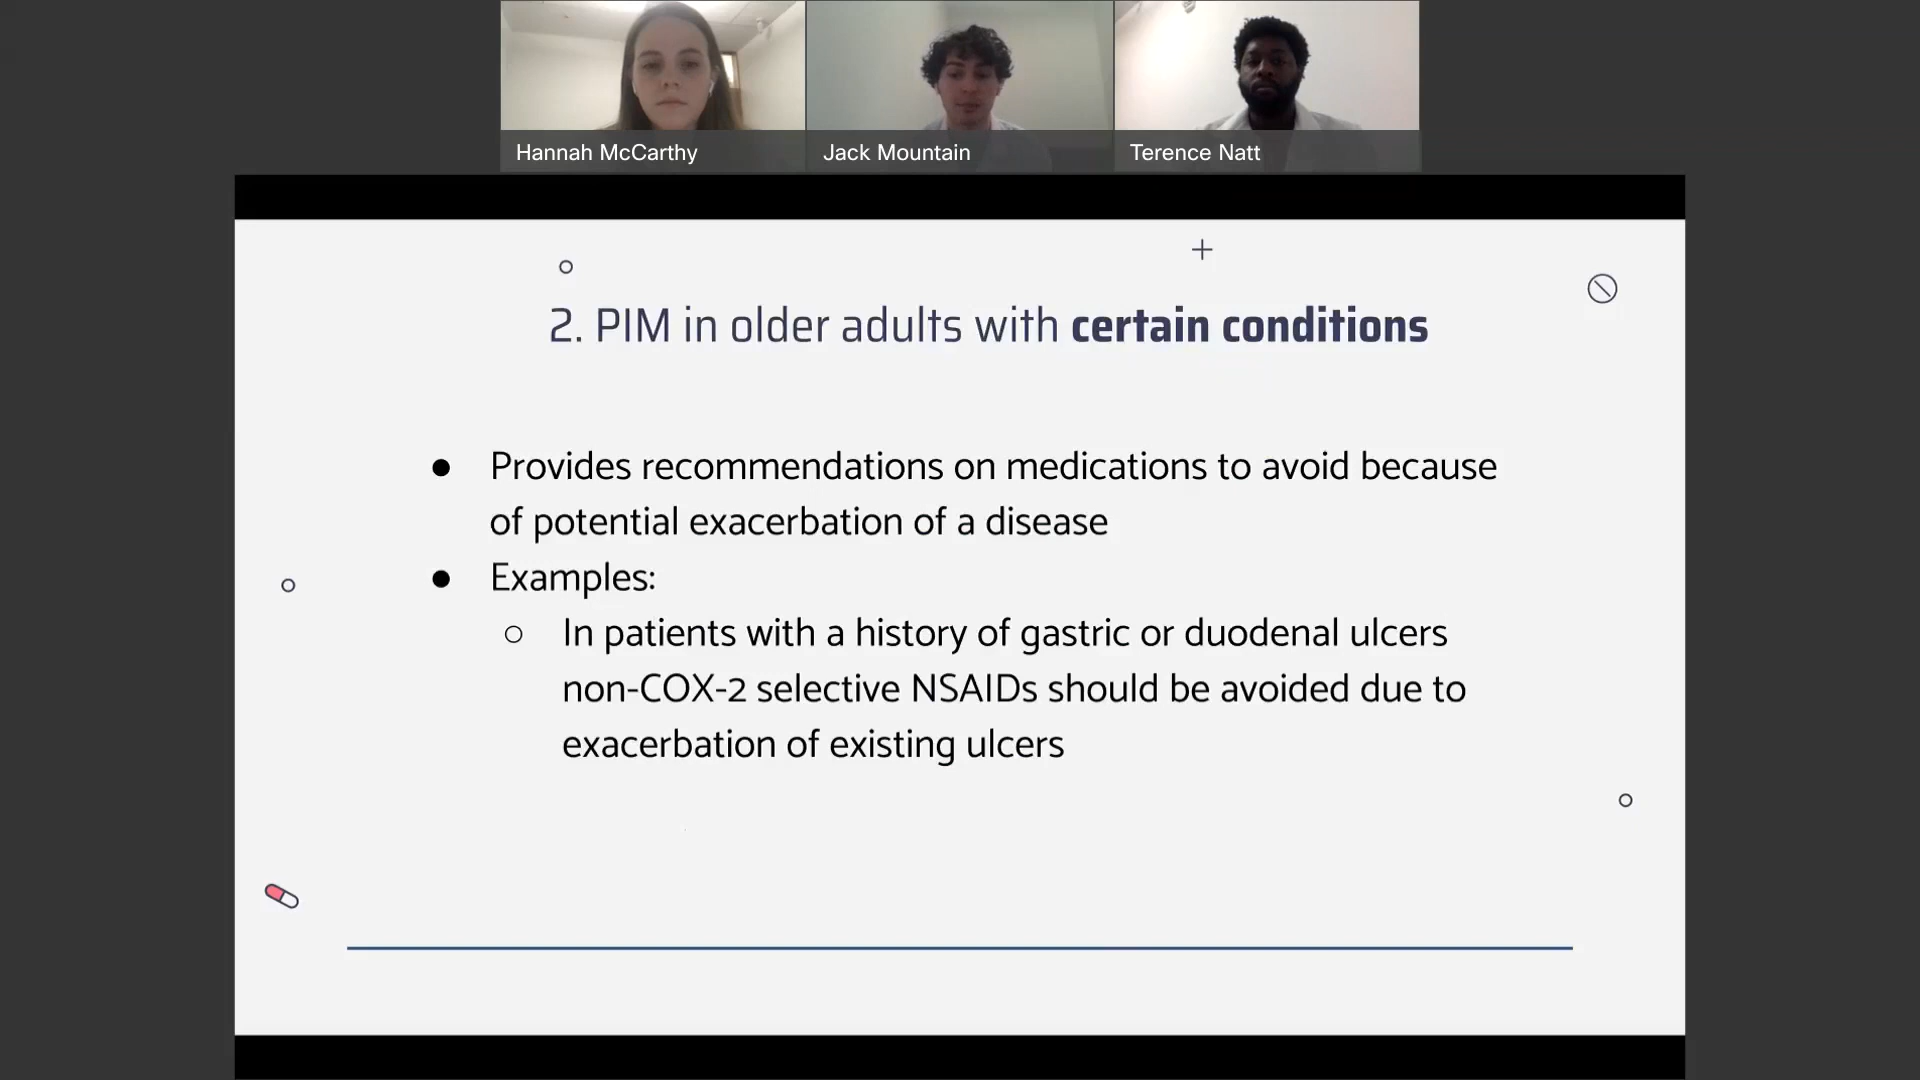 Hannah McCarthy
Jack Mountain
Terence Natt
2. PIM in older adults with certain conditions
● Provides recommendations on medications to avoid because
of potential exacerbation of a disease
● Examples:
○ In patients with a history of gastric or duodenal ulcers
non-COX-2 selective NSAIDs should be avoided due to
exacerbation of existing ulcers